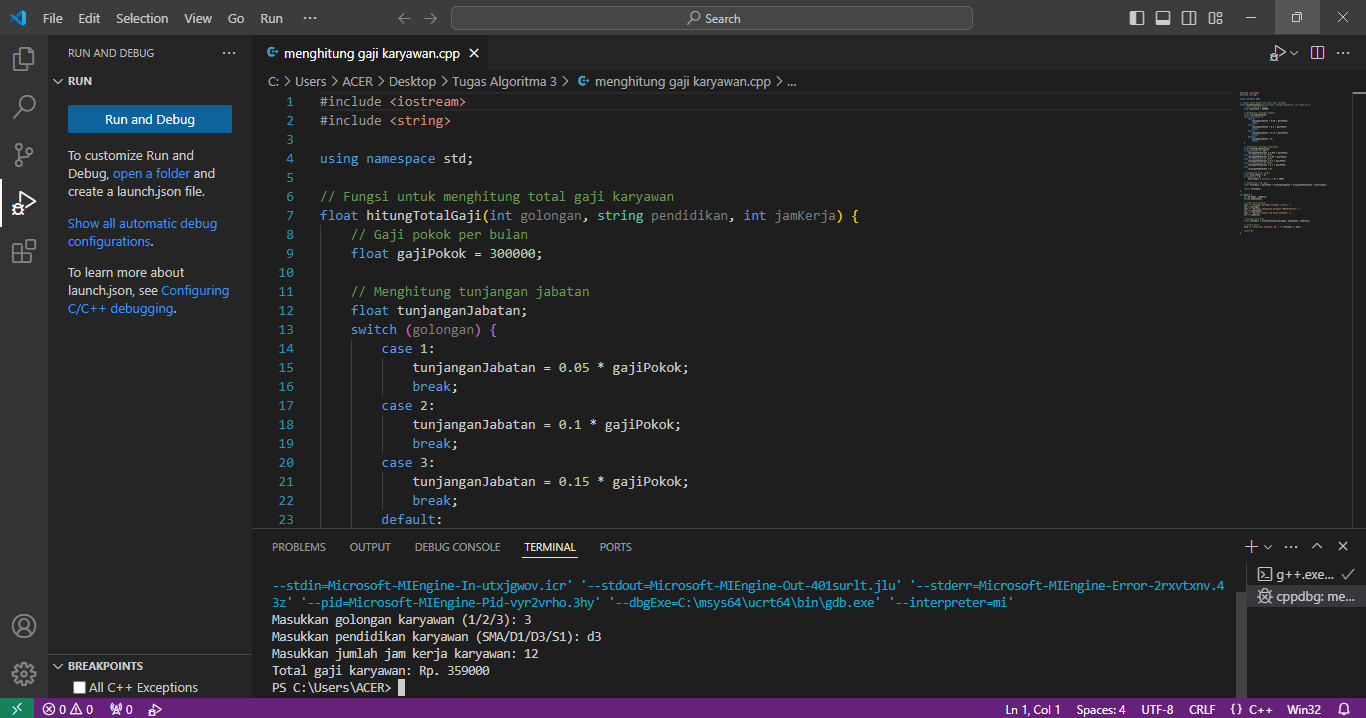 File Edit Selection View Go Run ··· Search
RUN AND DEBUG ···
RUN
Run and Debug
To customize Run and
Debug, open a folder and
create a launch.json file.
Show all automatic debug
configurations.
To learn more about
launch.json, see Configuring
C/C++ debugging.
BREAKPOINTS
All C++ Exceptions
menghitung gaji karyawan.cpp
C: > Users > ACER > Desktop > Tugas Algoritma 3 > menghitung gaji karyawan.cpp > ...
1 #include <iostream>
2 #include <string>
3
4 using namespace std;
5
6 // Fungsi untuk menghitung total gaji karyawan
7 float hitungTotalGaji(int golongan, string pendidikan, int jamKerja) {
8 // Gaji pokok per bulan
9 float gajiPokok = 300000;
10
11 // Menghitung tunjangan jabatan
12 float tunjanganJabatan;
13 switch (golongan) {
14 case 1:
15 tunjanganJabatan = 0.05 * gajiPokok;
16 break;
17 case 2:
18 tunjanganJabatan = 0.1 * gajiPokok;
19 break;
20 case 3:
21 tunjanganJabatan = 0.15 * gajiPokok;
22 break;
23 default:
PROBLEMS OUTPUT DEBUG CONSOLE TERMINAL PORTS
--stdin=Microsoft-MIEngine-In-utxjgwov.icr' '--stdout=Microsoft-MIEngine-Out-401surlt.jlu' '--stderr=Microsoft-MIEngine-Error-2rxvtxnv.4
3z' '--pid=Microsoft-MIEngine-Pid-vyr2vrho.3hy' '--dbgExe=C:\msys64\ucrt64\bin\gdb.exe' '--interpreter=mi'
Masukkan golongan karyawan (1/2/3): 3
Masukkan pendidikan karyawan (SMA/D1/D3/S1): d3
Masukkan jumlah jam kerja karyawan: 12
Total gaji karyawan: Rp. 359000
PS C:\Users\ACER>
g++.exe...
cppdbg: me...
0 0 0 Ln 1, Col 1 Spaces: 4 UTF-8 CRLF {} C++ Win32